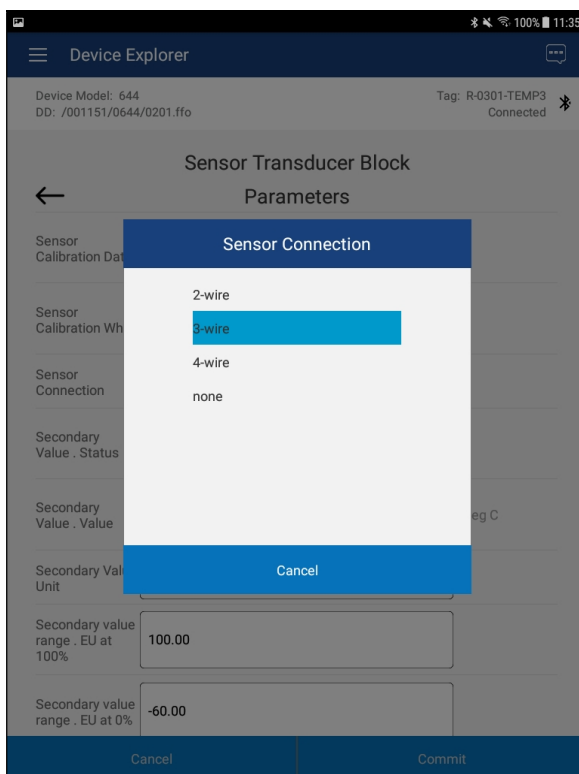 100% 11:35
Device Explorer
Device Model: 644
DD: /001151/0644/0201.ffo
Tag: R-0301-TEMP3
Connected
Sensor Transducer Block
Parameters
Sensor
Calibration Dat
Sensor
Calibration Wh
Sensor
Connection
Secondary
Value . Status
Secondary
Value . Value
eg C
Secondary Val
Unit
Secondary value
range . EU at
100%
100.00
Secondary value
range . EU at 0%
-60.00
Cancel
Commit
Sensor Connection
2-wire
3-wire
4-wire
none
Cancel